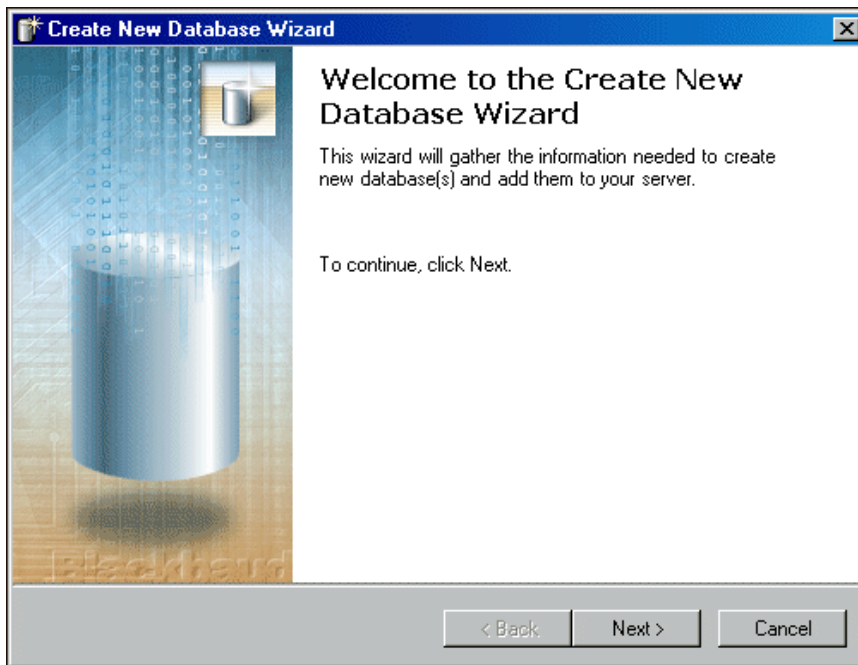 Create New Database Wizard
Welcome to the Create New
Database Wizard
This wizard will gather the information needed to create
new database(s) and add them to your server.
To continue, click Next.
Blackbaud
< Back
Next >
Cancel